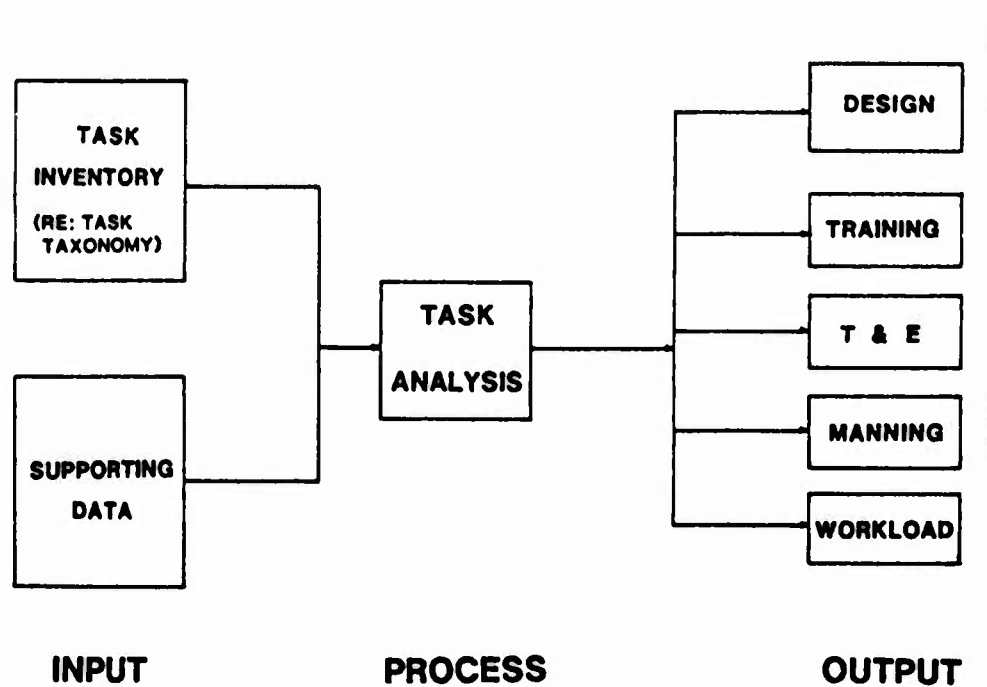 TASK
INVENTORY
(RE: TASK
TAXONOMY)
SUPPORTING
DATA
TASK
ANALYSIS
DESIGN
TRAINING
T & E
MANNING
WORKLOAD
INPUT
PROCESS
OUTPUT